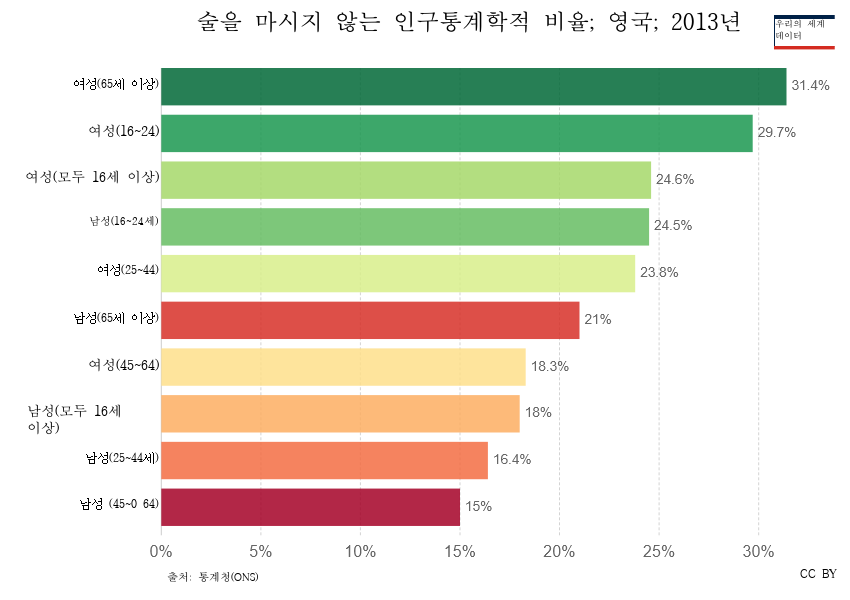 술을 마시지 않는 인구통계학적 비율; 영국; 2013년
우리의 세계
데이터
여성(65세 이상)
31.4%
여성(16~24)
29.7%
여성(모두 16세 이상)
24.6%
남성(16~24세)
24.5%
여성(25~44)
23.8%
남성(65세 이상)
21%
여성(45~64)
18.3%
남성(모두 16세
이상)
18%
남성(25~44세)
16.4%
남성 (45~0 64)
15%
0% 5% 10% 15% 20% 25% 30%
출처: 통계청(ONS)
CC BY